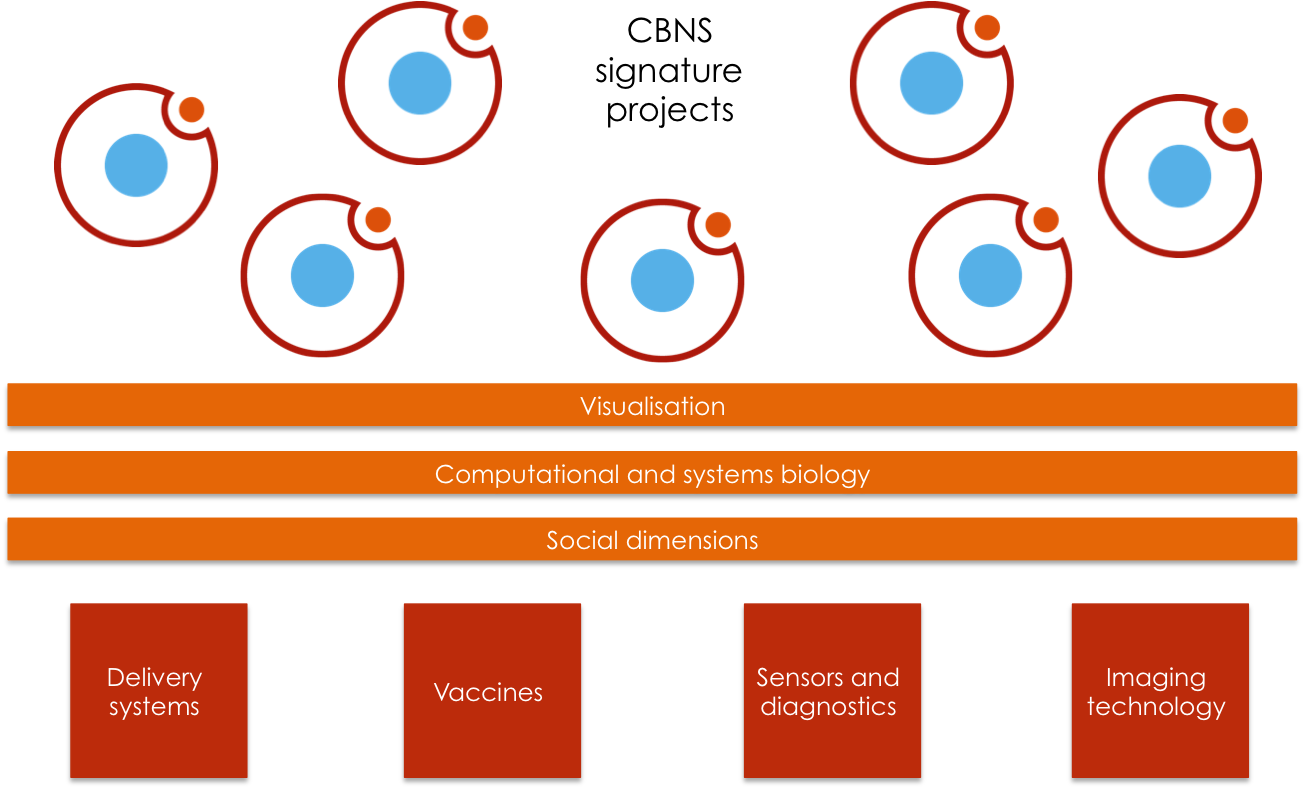 CBNS
signature
projects
Visualisation
Computational and systems biology
Social dimensions
Delivery
systems
Vaccines
Sensors and
diagnostics
Imaging
technology